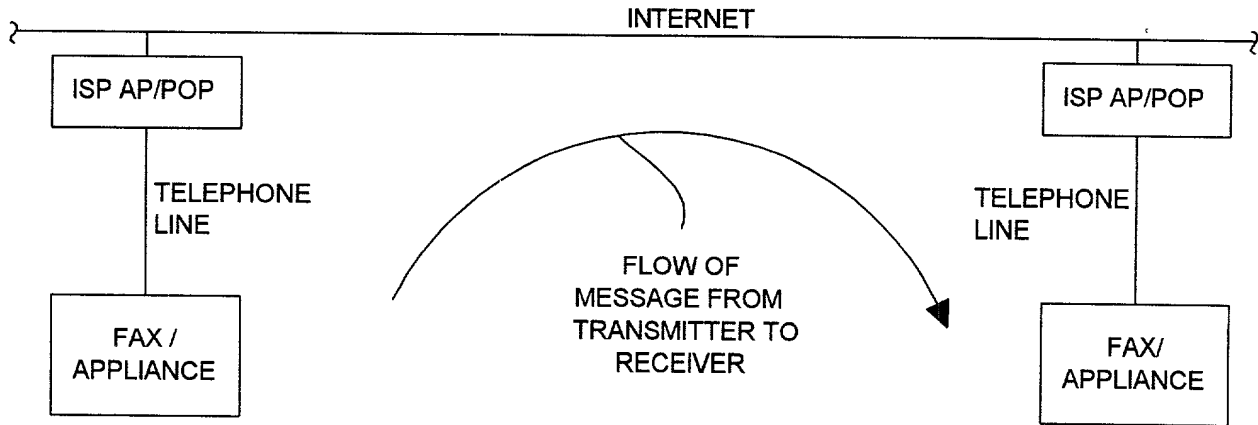 INTERNET
ISP AP/POP
ISP AP/POP
TELEPHONE
LINE
TELEPHONE
LINE
FLOW OF
MESSAGE FROM
TRANSMITTER TO
RECEIVER
FAX /
APPLIANCE
FAX/
APPLIANCE